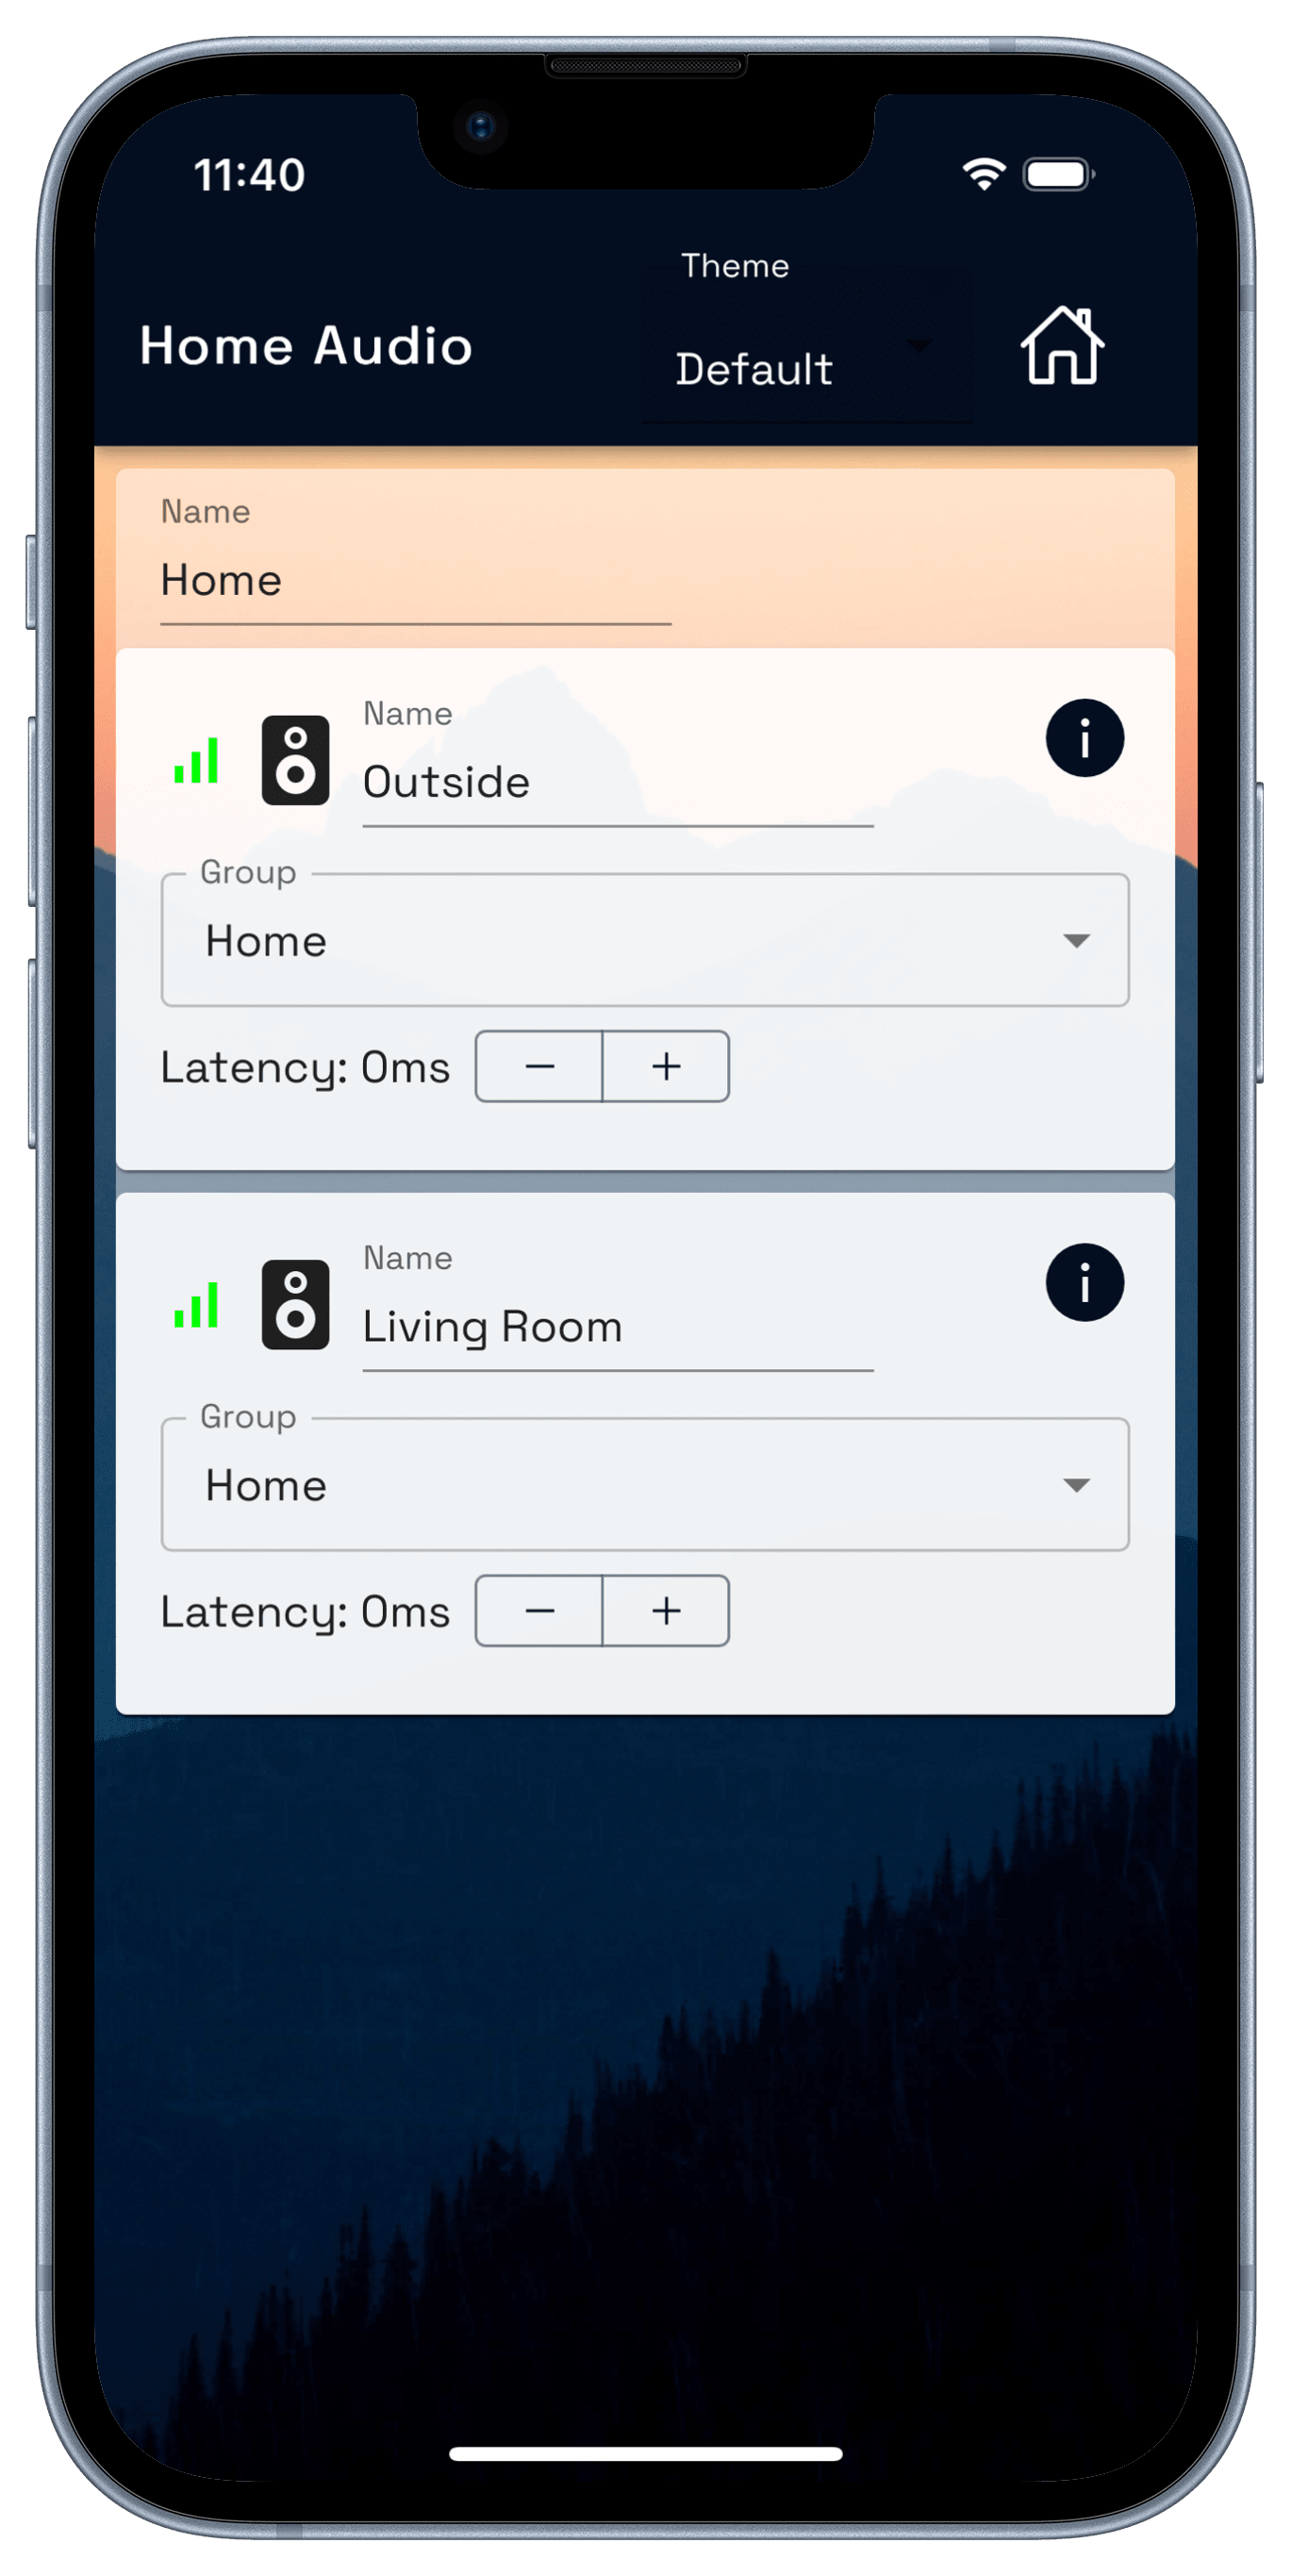 11:40
Theme
Home Audio
Default
Name
Home
Name
Outside
i
Group
Home
Latency: 0ms
− +
Name
Living Room
i
Group
Home
Latency: 0ms
− +